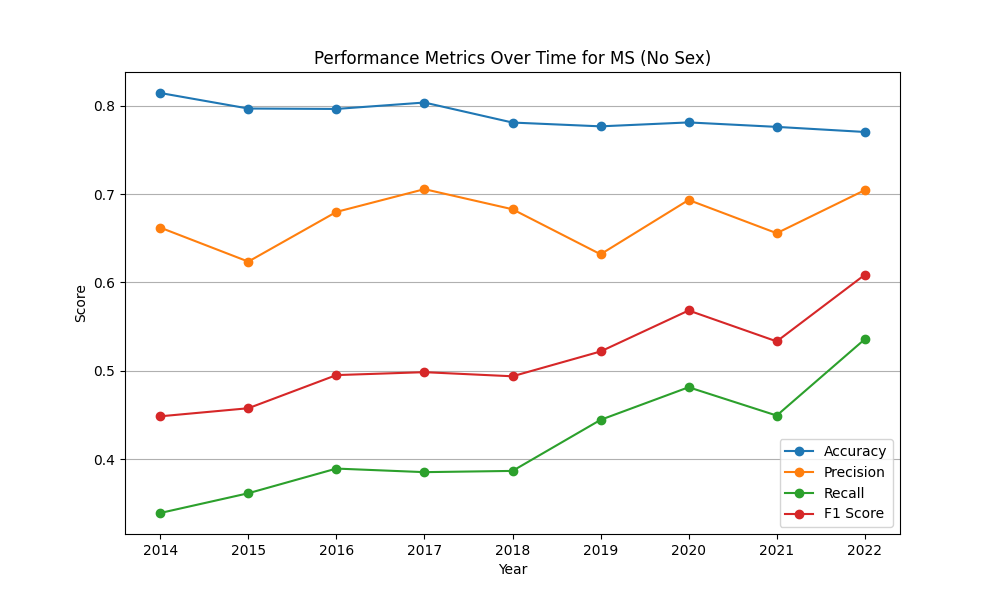 Performance Metrics Over Time for MS (No Sex)
Score
0.8
0.7
0.6
0.5
0.4
Accuracy
Precision
Recall
F1 Score
2014 2015 2016 2017 2018 2019 2020 2021 2022
Year